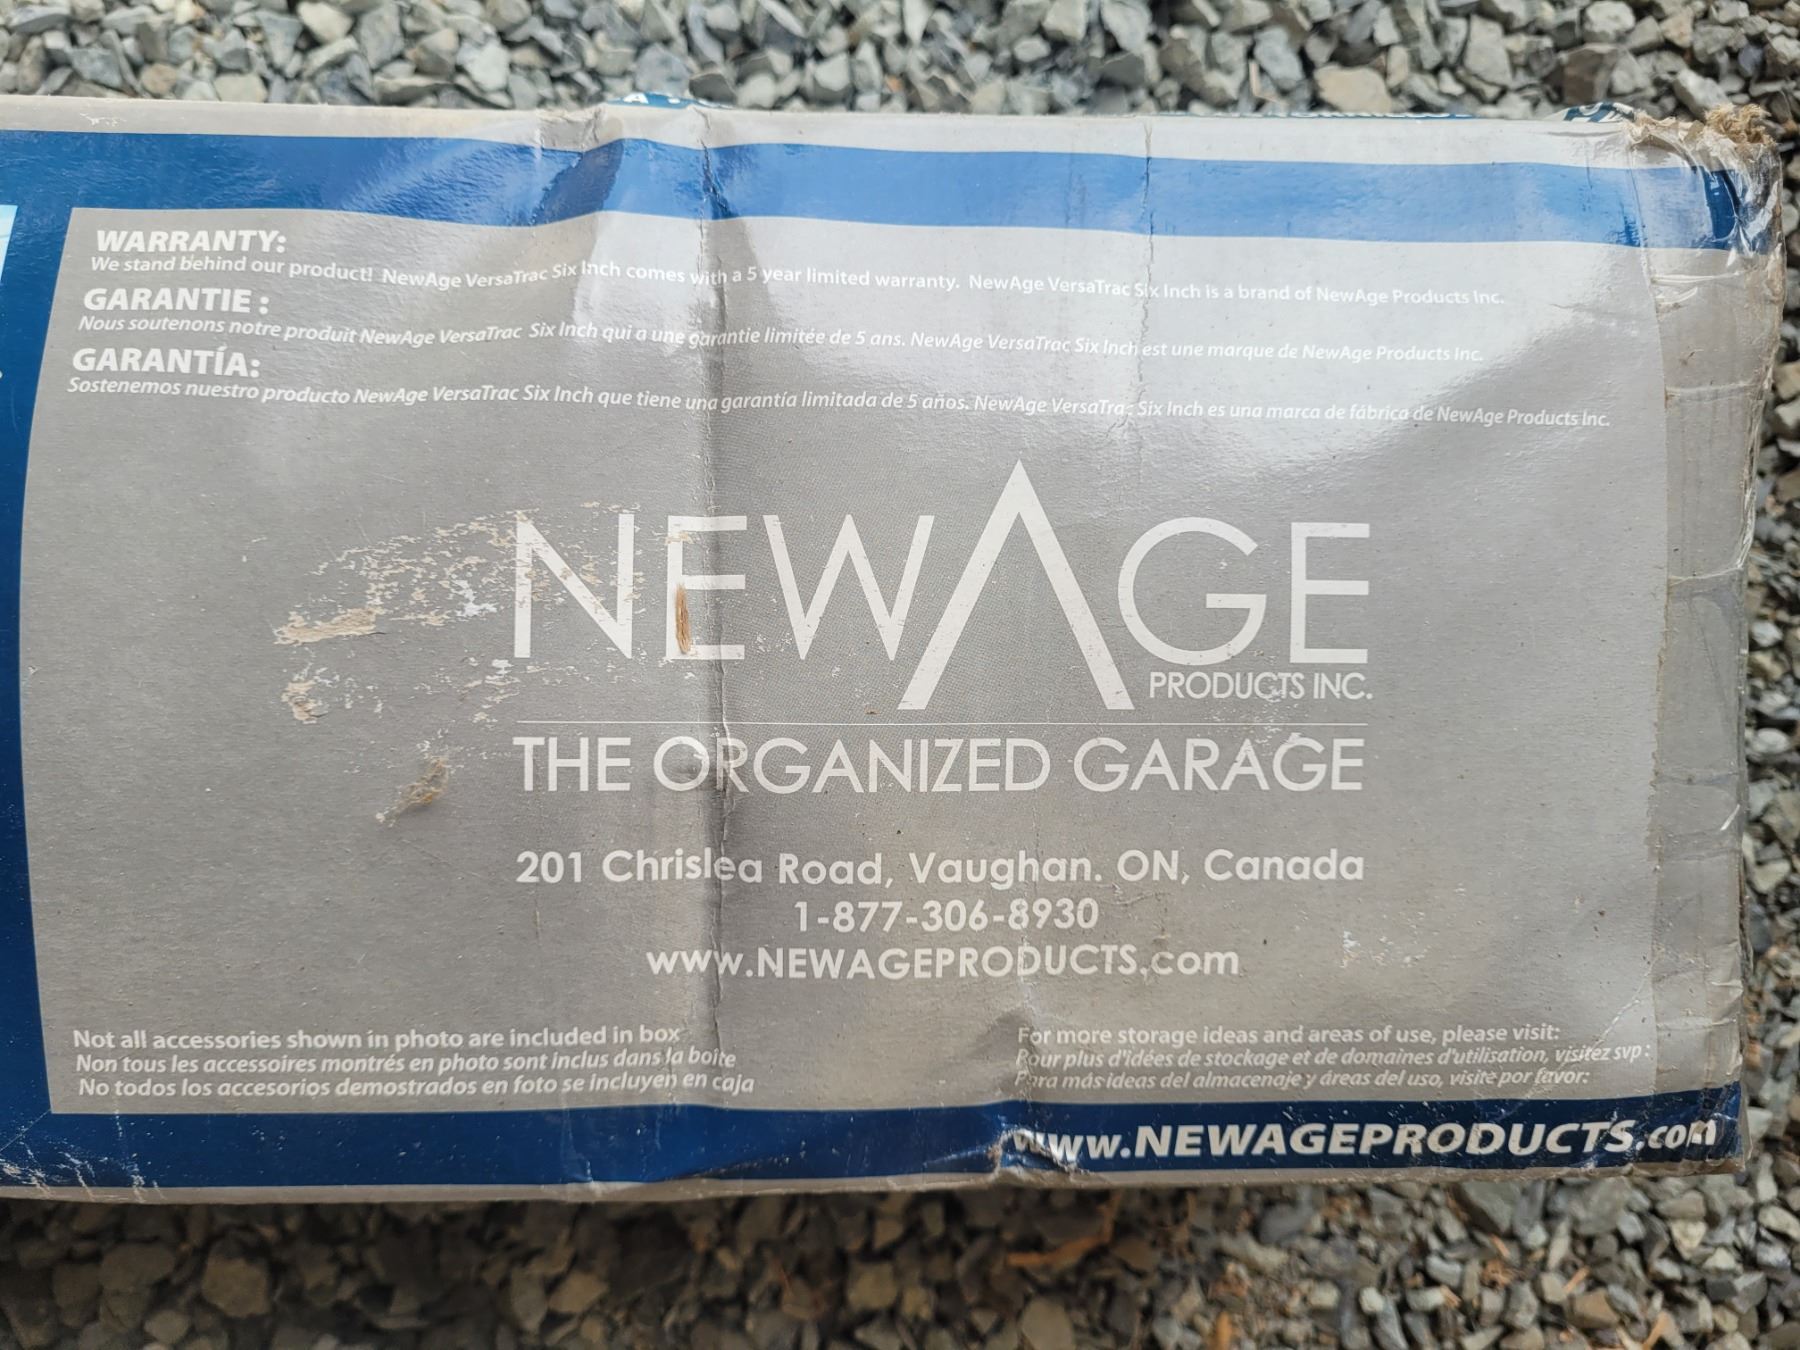 WARRANTY:
We stand behind our product! NewAge VersaTrac Six Inch comes with a 5 year limited warranty. NewAge VersaTrac Six Inch is a brand of NewAge Products Inc.
GARANTIE :
Nous soutenons notre produit NewAge VersaTrac Six Inch qui a une garantie limitée de 5 ans. NewAge VersaTrac Six Inch est une marque de NewAge Products Inc.
GARANTÍA:
Sostenemos nuestro producto NewAge VersaTrac Six Inch que tiene una garantía limitada de 5 años. NewAge VersaTrac Six Inch es una marca de fábrica de NewAge Products Inc.
NEWAGE
PRODUCTS INC.
THE ORGANIZED GARAGE
201 Chrislea Road, Vaughan. ON, Canada
1-877-306-8930
www.NEWAGEPRODUCTS.com
Not all accessories shown in photo are included in box
Non tous les accessoires montrés en photo sont inclus dans la boite
No todos los accesorios demostrados en foto se incluyen en caja
For more storage ideas and areas of use, please visit:
Pour plus d'idées de stockage et de domaines d'utilisation, visitez svp :
Para más ideas del almacenaje y áreas del uso, visite por favor:
www.NEWAGEPRODUCTS.com